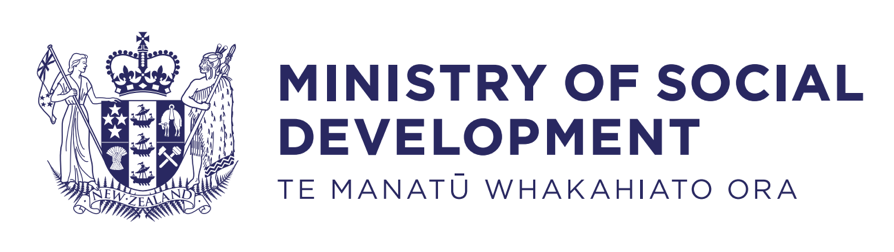 NEW·ZEALAND
MINISTRY OF SOCIAL
DEVELOPMENT
TE MANATŪ WHAKAHIATO ORA